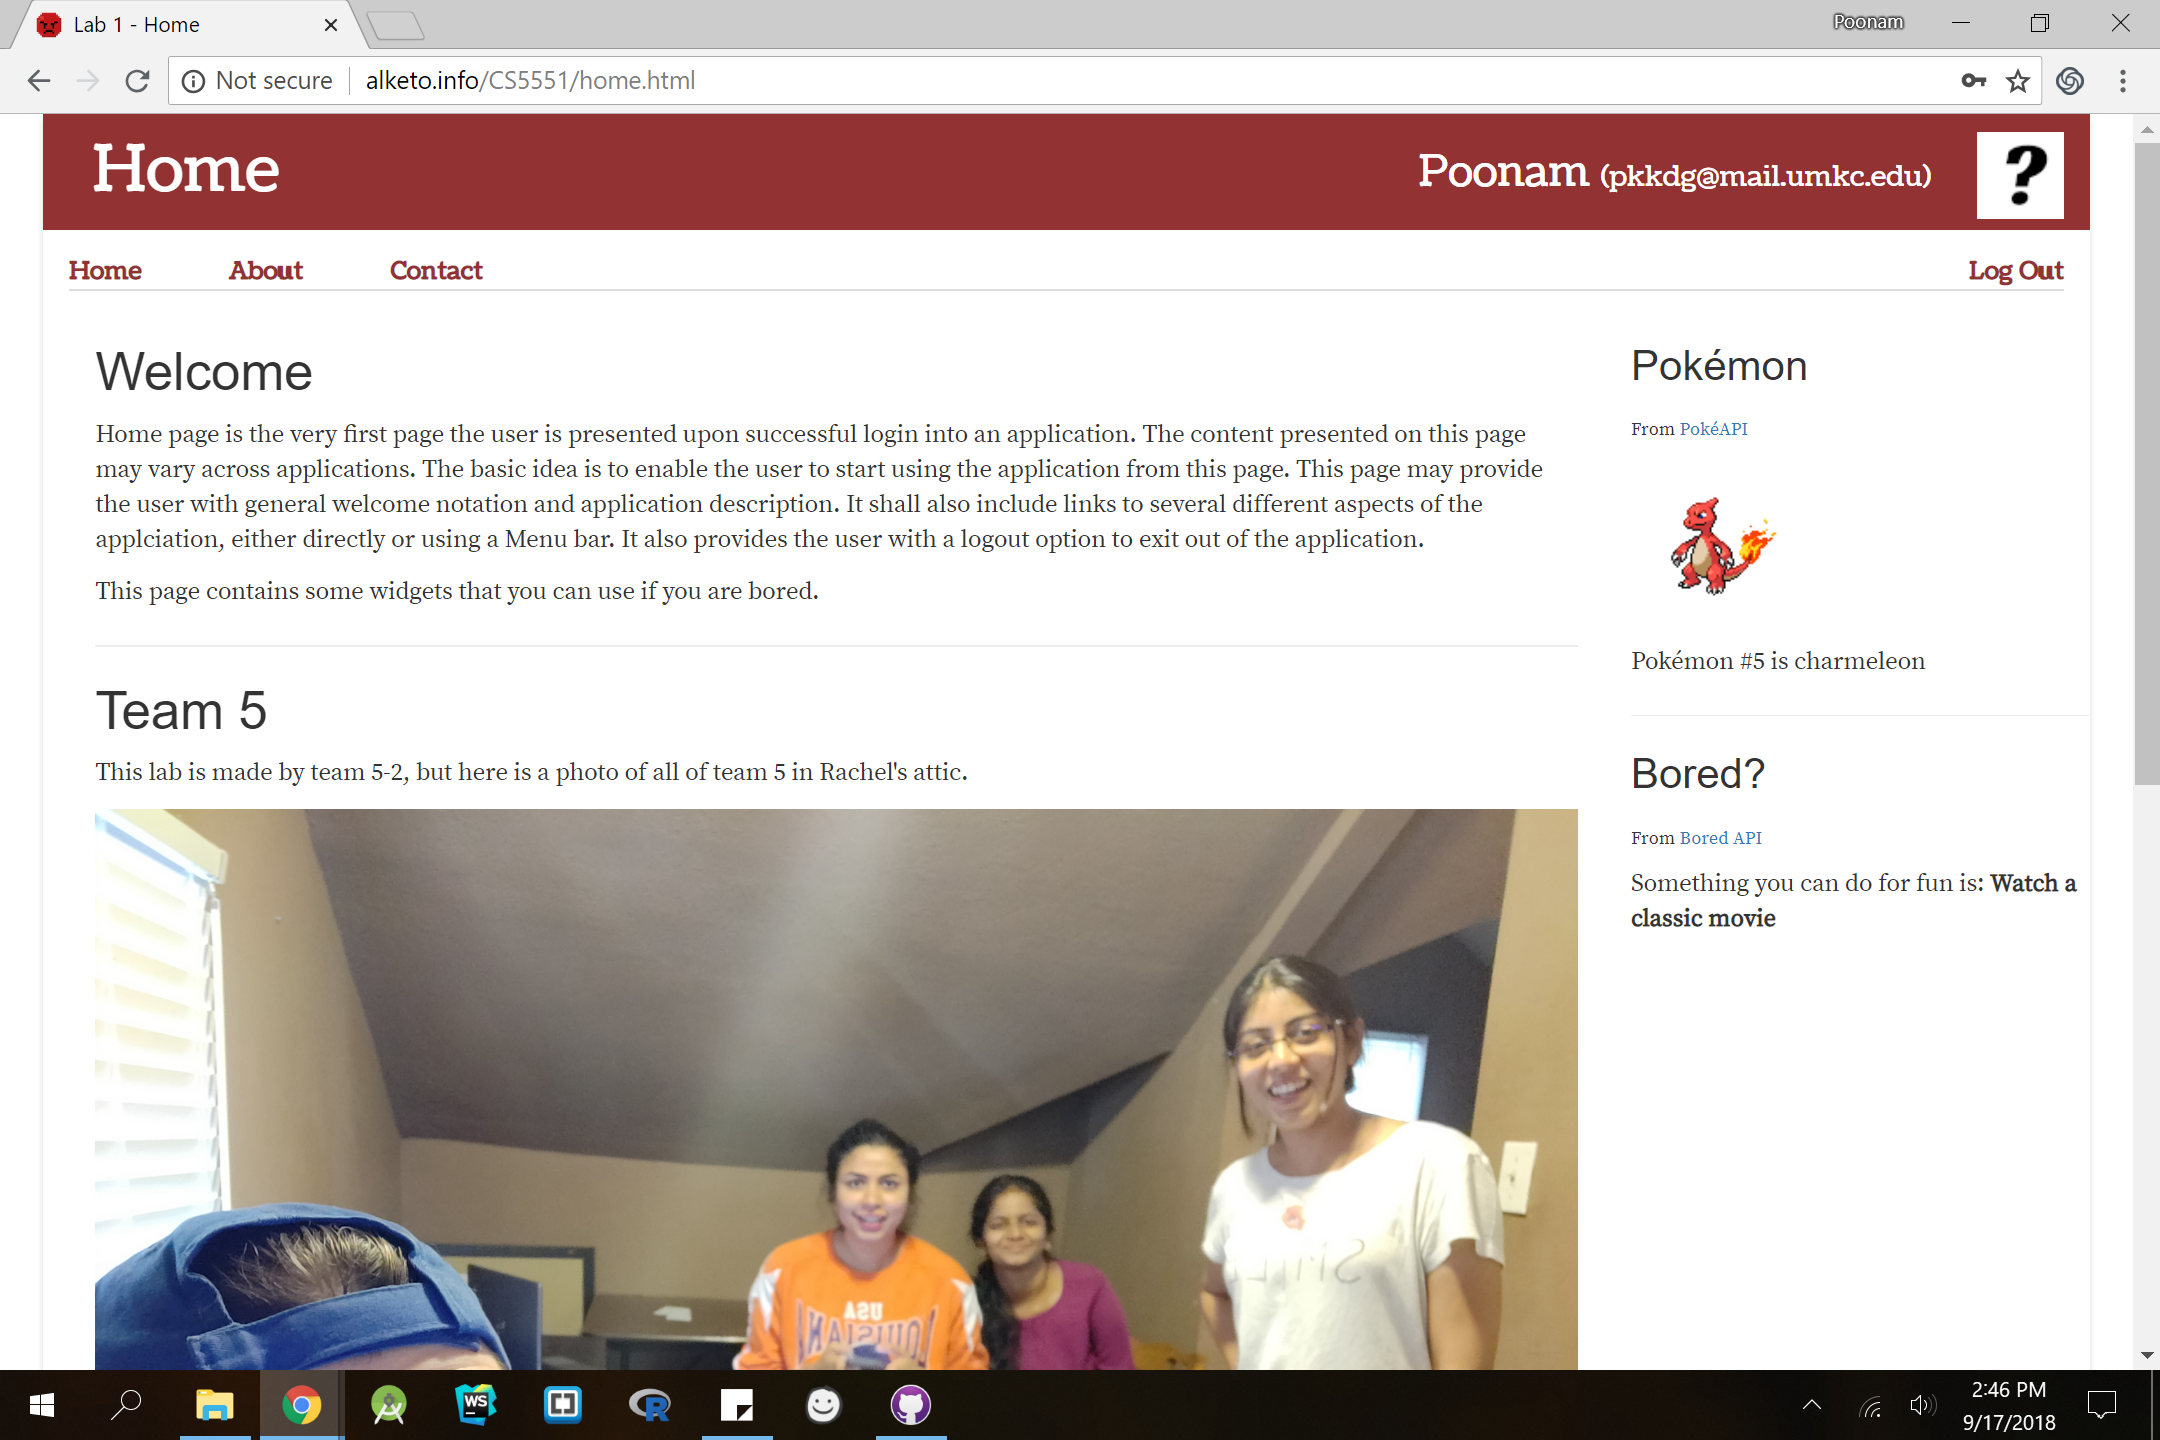 Lab 1 - Home
Poonam
Not secure
alketo.info/CS5551/home.html
Home
Poonam (pkkdg@mail.umkc.edu)
?
Home
About
Contact
Log Out
Welcome
Home page is the very first page the user is presented upon successful login into an application. The content presented on this page
may vary across applications. The basic idea is to enable the user to start using the application from this page. This page may provide
the user with general welcome notation and application description. It shall also include links to several different aspects of the
applciation, either directly or using a Menu bar. It also provides the user with a logout option to exit out of the application.
This page contains some widgets that you can use if you are bored.
Team 5
This lab is made by team 5-2, but here is a photo of all of team 5 in Rachel's attic.
USA
LOUISIANA
SMILE
Pokémon
From PokéAPI
Pokémon #5 is charmeleon
Bored?
From Bored API
Something you can do for fun is: Watch a
classic movie
WS
R
2:46 PM
9/17/2018